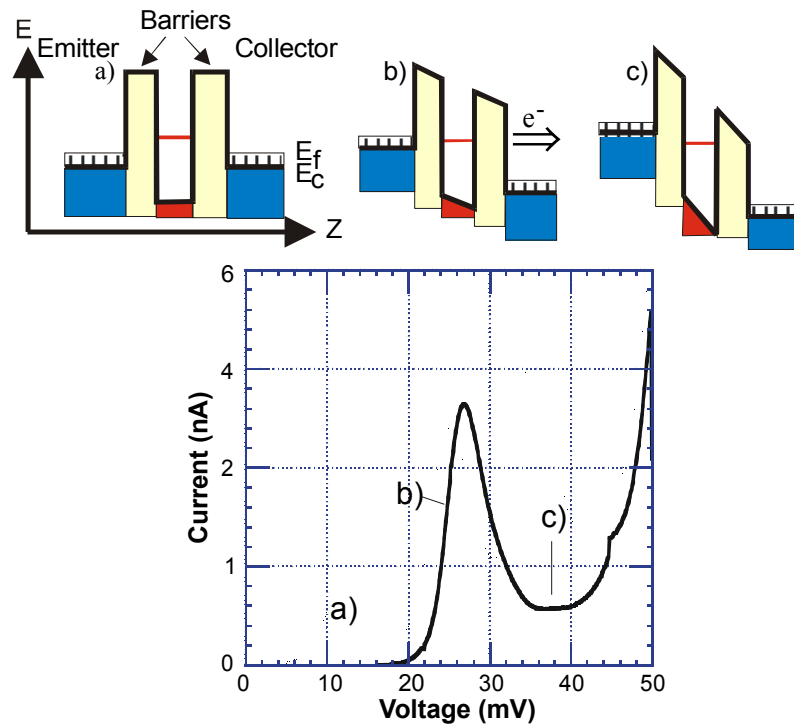 E
Barriers
Emitter
Collector
a)
b)
c)
e-
Ef
Ec
Z
6
4
2
1
0
Current (nA)
b)
c)
a)
0
10
20
30
40
50
Voltage (mV)